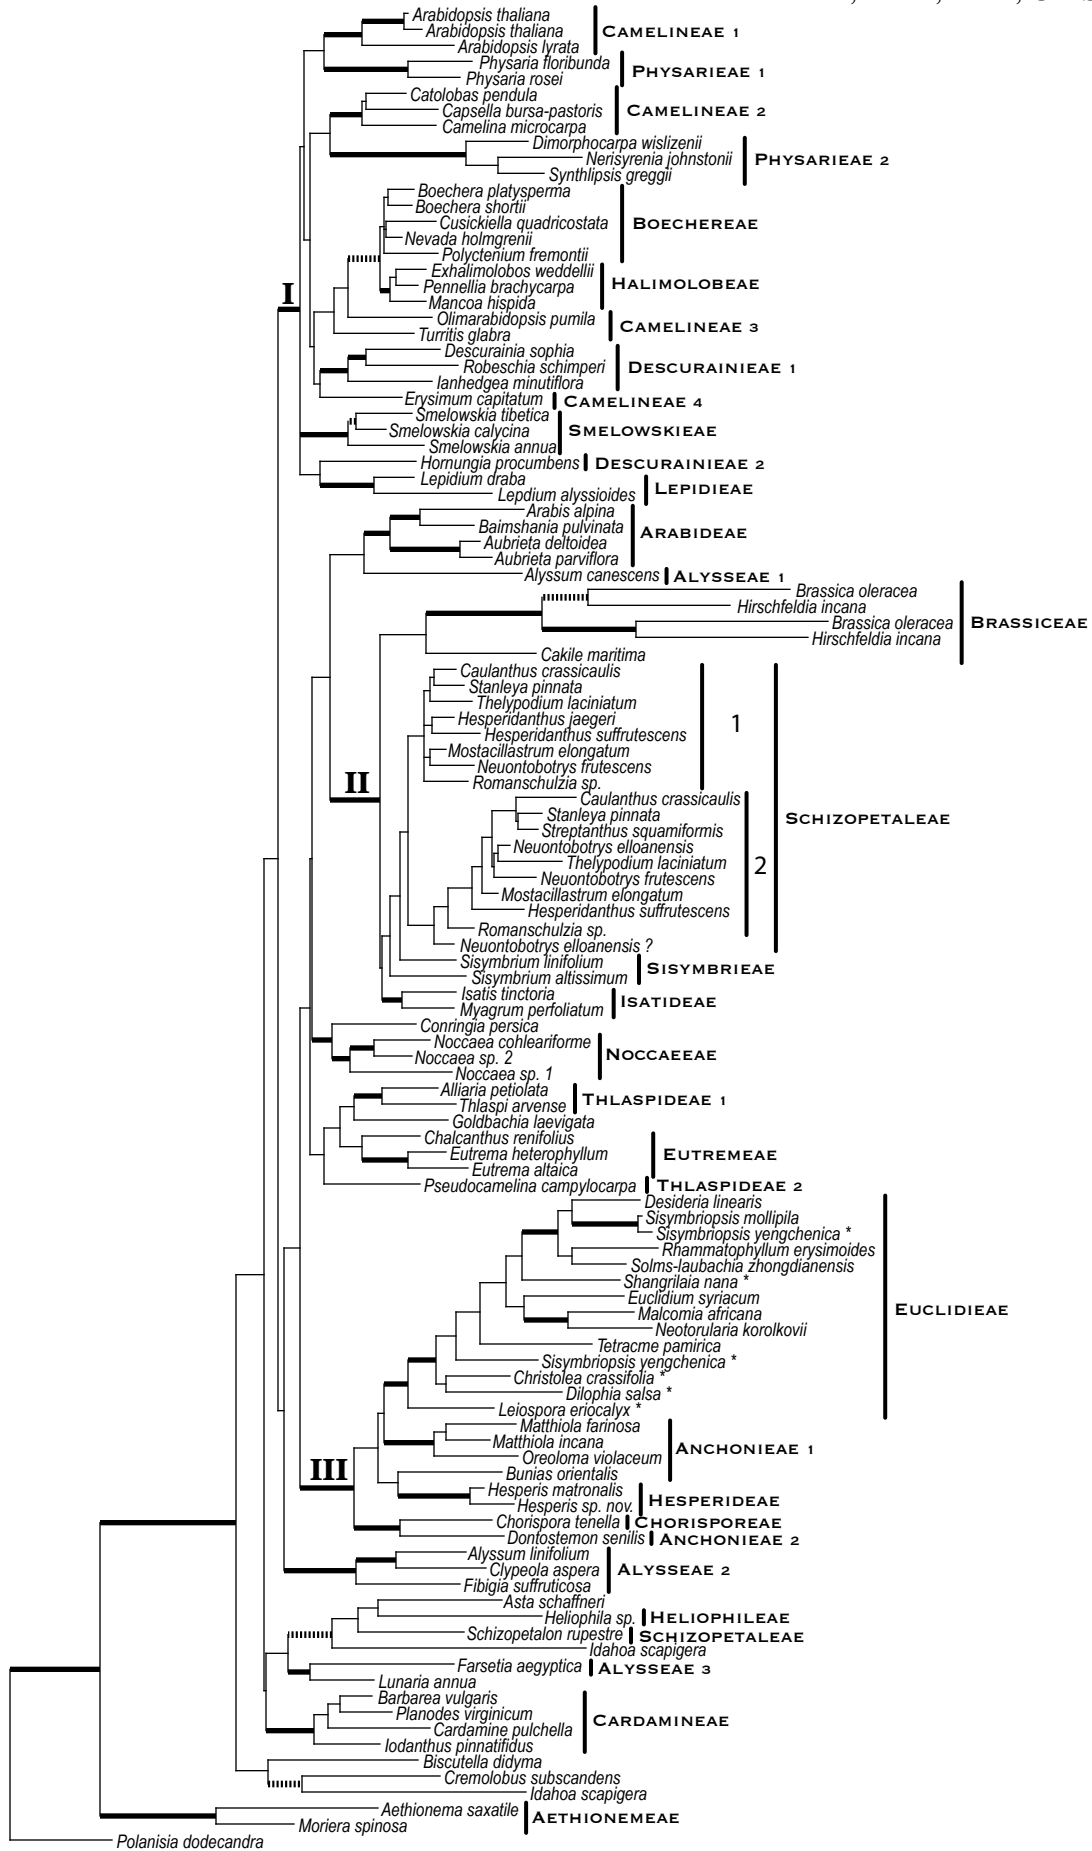 Arabidopsis thaliana
Arabidopsis thaliana
CAMELINEAE 1
Arabidopsis lyrata
Physaria floribunda
PHYSARIEAE 1
Physaria rosei
Catolobas pendula
Capsella bursa-pastoris
CAMELINEAE 2
Camelina microcarpa
Dimorphocarpa wislizenii
Nerisyrenia johnstonii
PHYSARIEAE 2
Synthlipsis greggii
Boechera platysperma
Boechera shortii
Cusickiella quadricostata
BOECHEREAE
Nevada holmgrenii
Polyctenium fremontii
Exhalimolobos weddellii
Pennellia brachycarpa
HALIMOLOBEAE
Mancoa hispida
I
Olimarabidopsis pumila
CAMELINEAE 3
Turritis glabra
Descurainia sophia
Robeschia schimperi
DESCURAINIEAE 1
Ianhedgea minutiflora
Erysimum capitatum
CAMELINEAE 4
Smelowskia tibetica
Smelowskia calycina
SMELOWSKIEAE
Smelowskia annua
Hornungia procumbens
DESCURAINIEAE 2
Lepidium draba
LEPIDIEAE
Lepdium alyssioides
Arabis alpina
Baimshania pulvinata
ARABIDEAE
Aubrieta deltoidea
Aubrieta parviflora
Alyssum canescens
ALYSSEAE 1
Brassica oleracea
Hirschfeldia incana
Brassica oleracea
BRASSICEAE
Hirschfeldia incana
Cakile maritima
Caulanthus crassicaulis
Stanleya pinnata
Thelypodium laciniatum
Hesperidanthus jaegeri
1
Hesperidanthus suffrutescens
Mostacillastrum elongatum
Neuontobotrys frutescens
Romanschulzia sp.
II
Caulanthus crassicaulis
Stanleya pinnata
SCHIZOPETALEAE
Streptanthus squamiformis
Neuontobotrys elloanensis
Thelypodium laciniatum
2
Neuontobotrys frutescens
Mostacillastrum elongatum
Hesperidanthus suffrutescens
Romanschulzia sp.
Neuontobotrys elloanensis ?
Sisymbrium linifolium
SISYMBRIEAE
Sisymbrium altissimum
Isatis tinctoria
ISATIDEAE
Myagrum perfoliatum
Conringia persica
Noccaea cohleariforme
NOCCAEEAE
Noccaea sp. 2
Noccaea sp. 1
Alliaria petiolata
THLASPIDEAE 1
Thlaspi arvense
Goldbachia laevigata
Chalcanthus renifolius
Eutrema heterophyllum
EUTREMEAE
Eutrema altaica
Pseudocamelina campylocarpa
THLASPIDEAE 2
Desideria linearis
Sisymbriopsis mollipila
Sisymbriopsis yengchenica *
Rhammatophyllum erysimoides
Solms-laubachia zhongdianensis
Shangrilaia nana *
Euclidium syriacum
EUCLIDIEAE
Malcomia africana
Neotorularia korolkovii
Tetracme pamirica
Sisymbriopsis yengchenica *
Christolea crassifolia *
Dilophia salsa *
Leiospora eriocalyx *
Matthiola farinosa
Matthiola incana
ANCHONIEAE 1
Oreoloma violaceum
III
Bunias orientalis
Hesperis matronalis
HESPERIDEAE
Hesperis sp. nov.
Chorispora tenella
CHORISPOREAE
Dontostemon senilis
ANCHONIEAE 2
Alyssum linifolium
Clypeola aspera
ALYSSEAE 2
Fibigia suffruticosa
Asta schaffneri
Heliophila sp.
HELIOPHILEAE
Schizopetalon rupestre
SCHIZOPETALEAE
Idahoa scapigera
Farsetia aegyptica
ALYSSEAE 3
Lunaria annua
Barbarea vulgaris
Planodes virginicum
CARDAMINEAE
Cardamine pulchella
Iodanthus pinnatifidus
Biscutella didyma
Cremolobus subscandens
Idahoa scapigera
Aethionema saxatile
AETHIONEMEAE
Moriera spinosa
Polanisia dodecandra